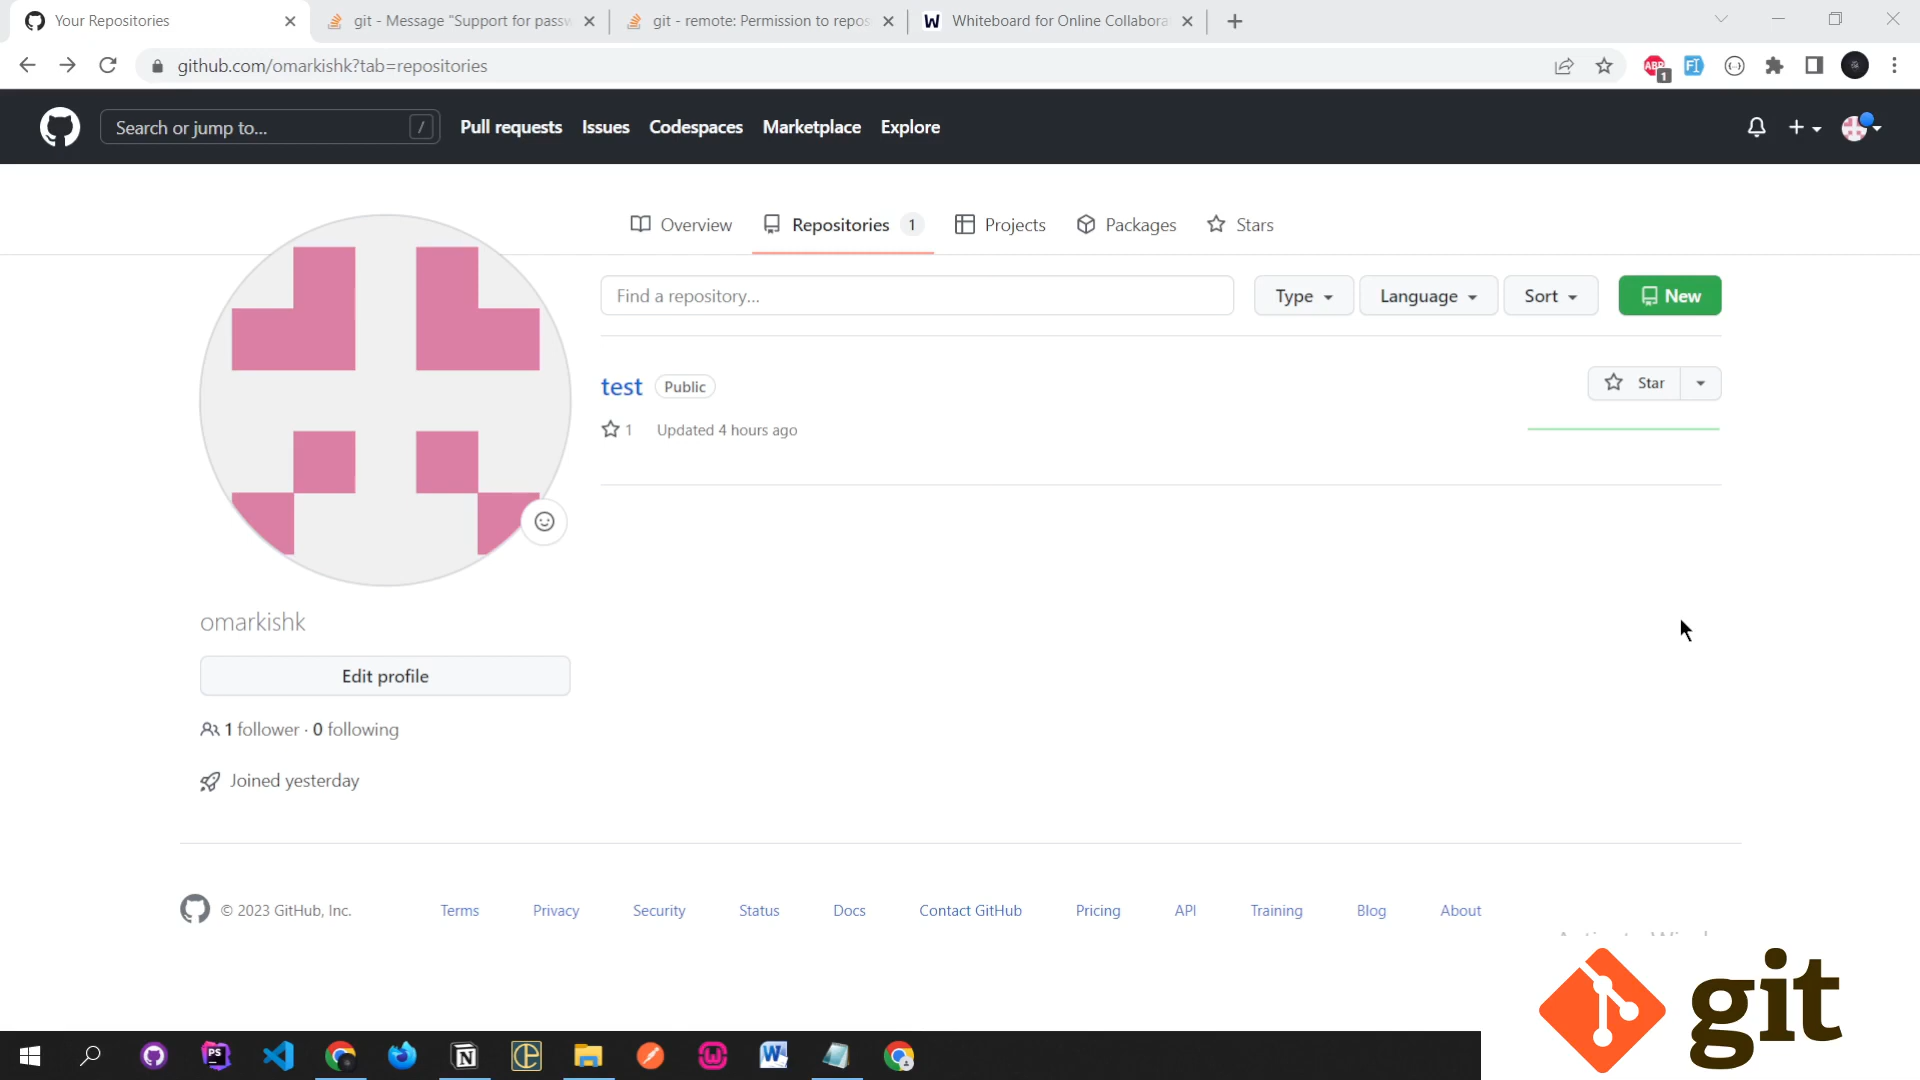 Your Repositories
git - Message "Support for passw
git - remote: Permission to repos
Whiteboard for Online Collabora
github.com/omarkishk?tab=repositories
ABP
1
Search or jump to...
/
Pull requests
Issues
Codespaces
Marketplace
Explore
Overview
Repositories 1
Projects
Packages
Stars
Find a repository...
Type
Language
Sort
New
test
Public
Star
1
Updated 4 hours ago
omarkishk
Edit profile
1 follower · 0 following
Joined yesterday
© 2023 GitHub, Inc.
Terms
Privacy
Security
Status
Docs
Contact GitHub
Pricing
API
Training
Blog
About
git